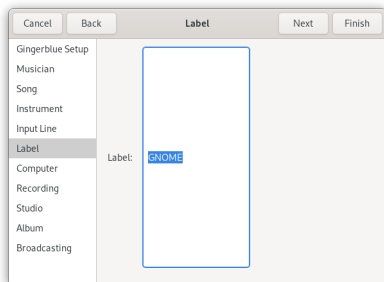 Cancel Back Label Next Finish
Gingerblue Setup
Musician
Song
Instrument
Input Line
Label
Computer
Recording
Studio
Album
Broadcasting
Label: GNOME